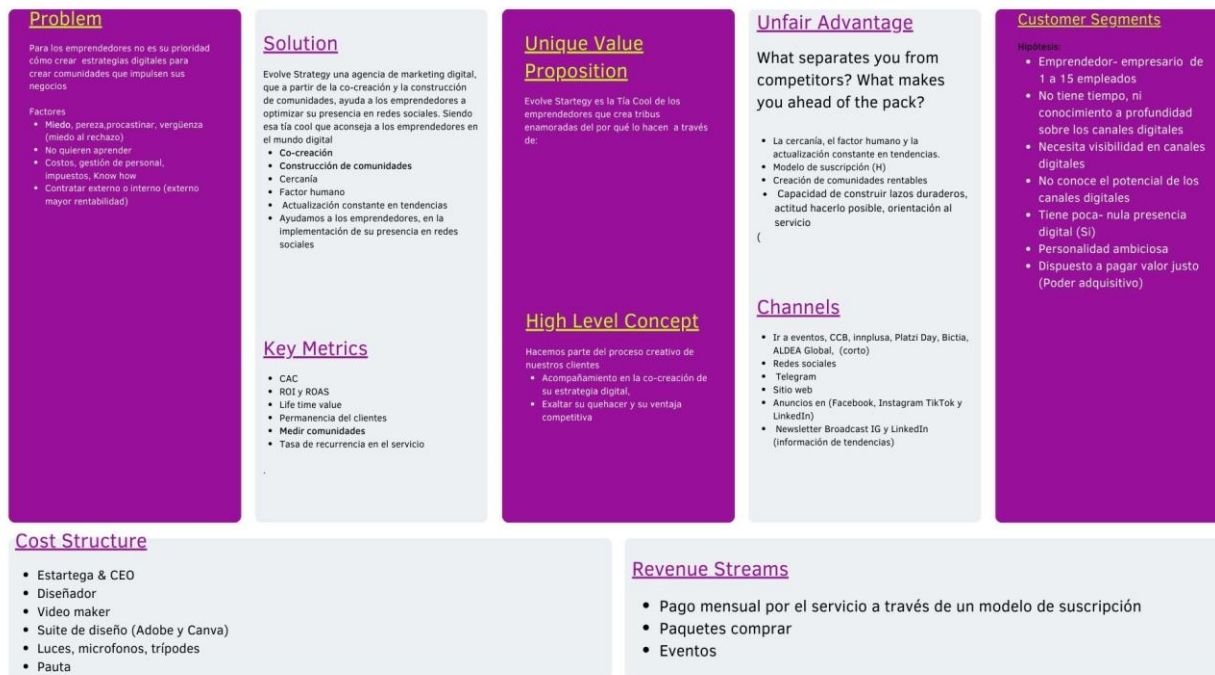 Problem
Para los emprendedores no es su prioridad
cómo crear estrategias digitales para
crear comunidades que impulsen sus
negocios
Factores
• Miedo, pereza,procastinar, vergüenza
(miedo al rechazo)
• No quieren aprender
• Costos, gestión de personal,
impuestos, Know how
• Contratar externo o interno (externo
mayor rentabilidad)
Solution
Evolve Strategy una agencia de marketing digital,
que a partir de la co-creación y la construcción
de comunidades, ayuda a los emprendedores a
optimizar su presencia en redes sociales. Siendo
esa tía cool que aconseja a los emprendedores en
el mundo digital
• Co-creación
• Construcción de comunidades
• Cercanía
• Factor humano
• Actualización constante en tendencias
• Ayudamos a los emprendedores, en la
implementación de su presencia en redes
sociales
Key Metrics
• CAC
• ROI y ROAS
• Life time value
• Permanencia del clientes
• Medir comunidades
• Tasa de recurrencia en el servicio
.
Unique Value
Proposition
Evolve Startegy es la Tía Cool de los
emprendedores que crea tribus
enamoradas del por qué lo hacen a través
de:
High Level Concept
Hacemos parte del proceso creativo de
nuestros clientes
• Acompañamiento en la co-creación de
su estrategia digital,
• Exaltar su quehacer y su ventaja
competitiva
Unfair Advantage
What separates you from
competitors? What makes
you ahead of the pack?
• La cercanía, el factor humano y la
actualización constante en tendencias.
• Modelo de suscripción (H)
• Creación de comunidades rentables
• Capacidad de construir lazos duraderos,
actitud hacerlo posible, orientación al
servicio
(
Channels
• Ir a eventos, CCB, innplusa, Platzi Day, Bictia,
ALDEA Global, (corto)
• Redes sociales
• Telegram
• Sitio web
• Anuncios en (Facebook, Instagram TikTok y
LinkedIn)
• Newsletter Broadcast IG y LinkedIn
(información de tendencias)
Customer Segments
Hipótesis:
• Emprendedor- empresario de
1 a 15 empleados
• No tiene tiempo, ni
conocimiento a profundidad
sobre los canales digitales
• Necesita visibilidad en canales
digitales
• No conoce el potencial de los
canales digitales
• Tiene poca- nula presencia
digital (Si)
• Personalidad ambiciosa
• Dispuesto a pagar valor justo
(Poder adquisitivo)
Cost Structure
• Estartega & CEO
• Diseñador
• Video maker
• Suite de diseño (Adobe y Canva)
• Luces, microfonos, trípodes
• Pauta
Revenue Streams
• Pago mensual por el servicio a través de un modelo de suscripción
• Paquetes comprar
• Eventos